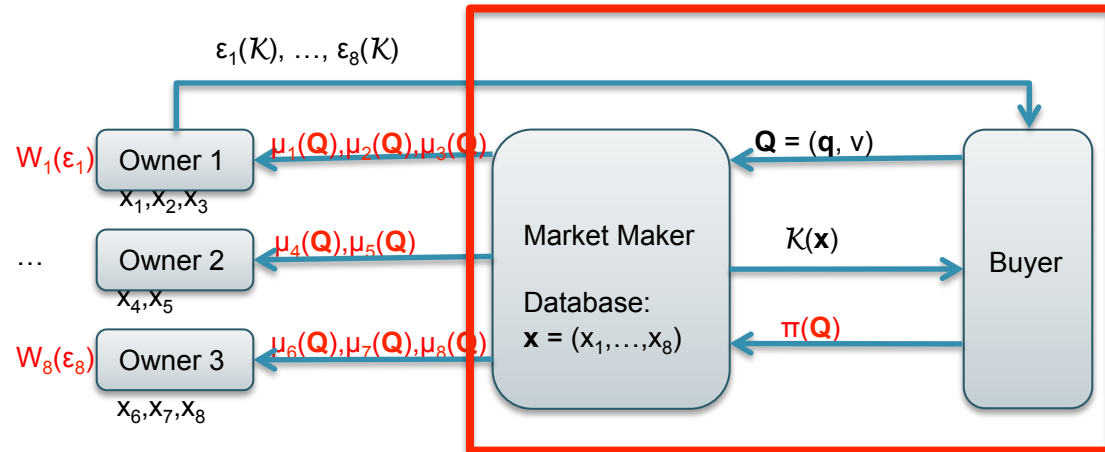 ε₁(𝒦), …, ε₈(𝒦)
W₁(ε₁)
Owner 1
x₁,x₂,x₃
μ₁(Q),μ₂(Q),μ₃(Q)
Q = (q, v)
…
Owner 2
x₄,x₅
μ₄(Q),μ₅(Q)
Market Maker
Database:
x = (x₁,…,x₈)
𝒦(x)
Buyer
π(Q)
W₈(ε₈)
Owner 3
x₆,x₇,x₈
μ₆(Q),μ₇(Q),μ₈(Q)